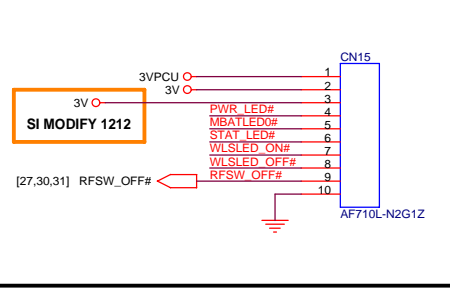 CN15
3VPCU 1
3V 2
3V 3
PWR_LED# 4
SI MODIFY 1212
MBATLED0# 5
STAT_LED# 6
WLSLED_ON# 7
WLSLED_OFF# 8
[27,30,31] RFSW_OFF# RFSW_OFF# 9
10
AF710L-N2G1Z